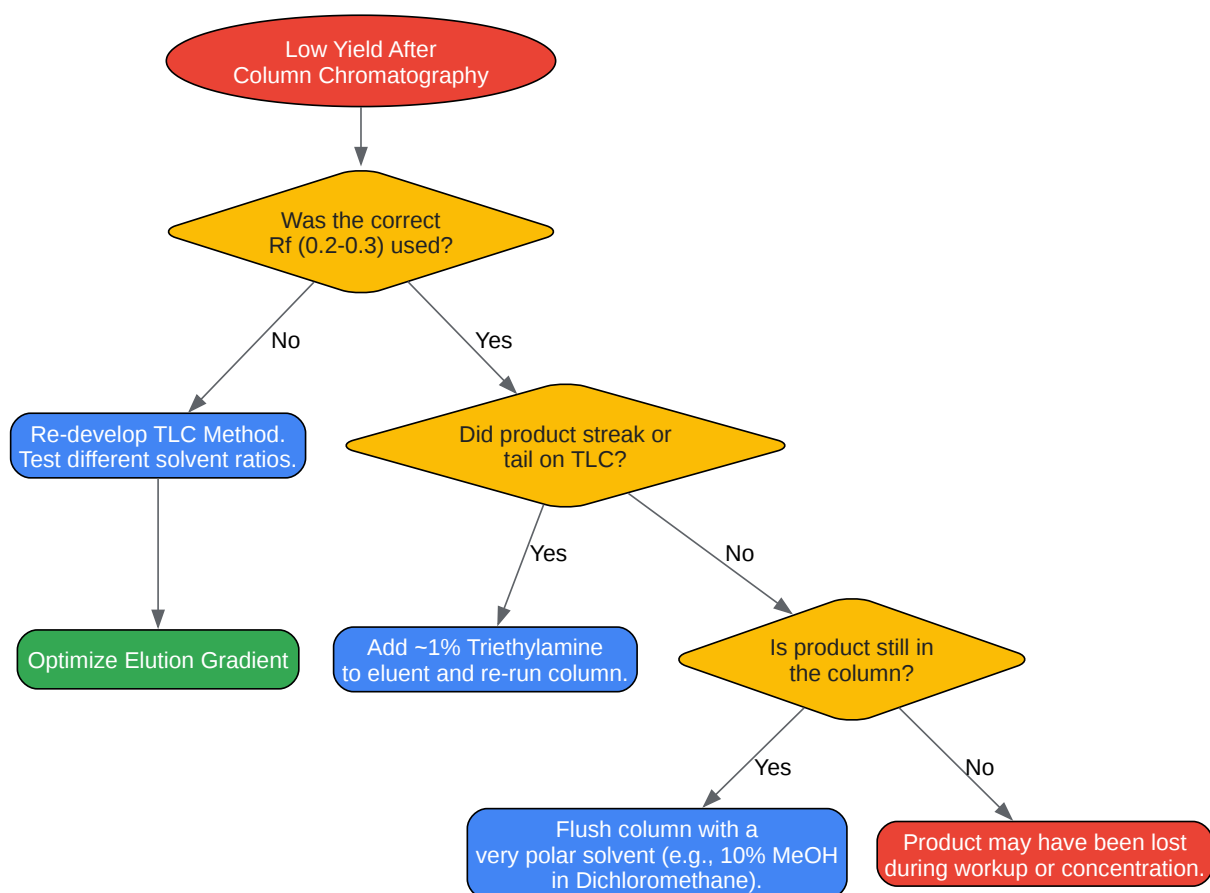 Low Yield After
Column Chromatography
Was the correct
Rf (0.2-0.3) used?
No
Yes
Re-develop TLC Method.
Test different solvent ratios.
Did product streak or
tail on TLC?
Yes
No
Optimize Elution Gradient
Add ~1% Triethylamine
to eluent and re-run column.
Is product still in
the column?
Yes
No
Flush column with a
very polar solvent (e.g., 10% MeOH
in Dichloromethane).
Product may have been lost
during workup or concentration.